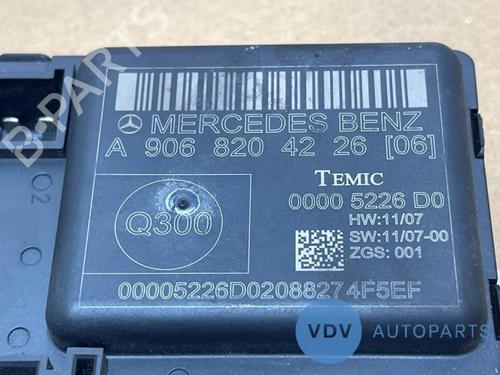 B-PARTS
MERCEDES BENZ
A 906 820 42 26 [06]
TEMIC
0000 5226 D0
HW:11/07
SW:11/07-00
ZGS: 001
Q300
00005226D02088274F5EF
O2
VDV AUTOPARTS